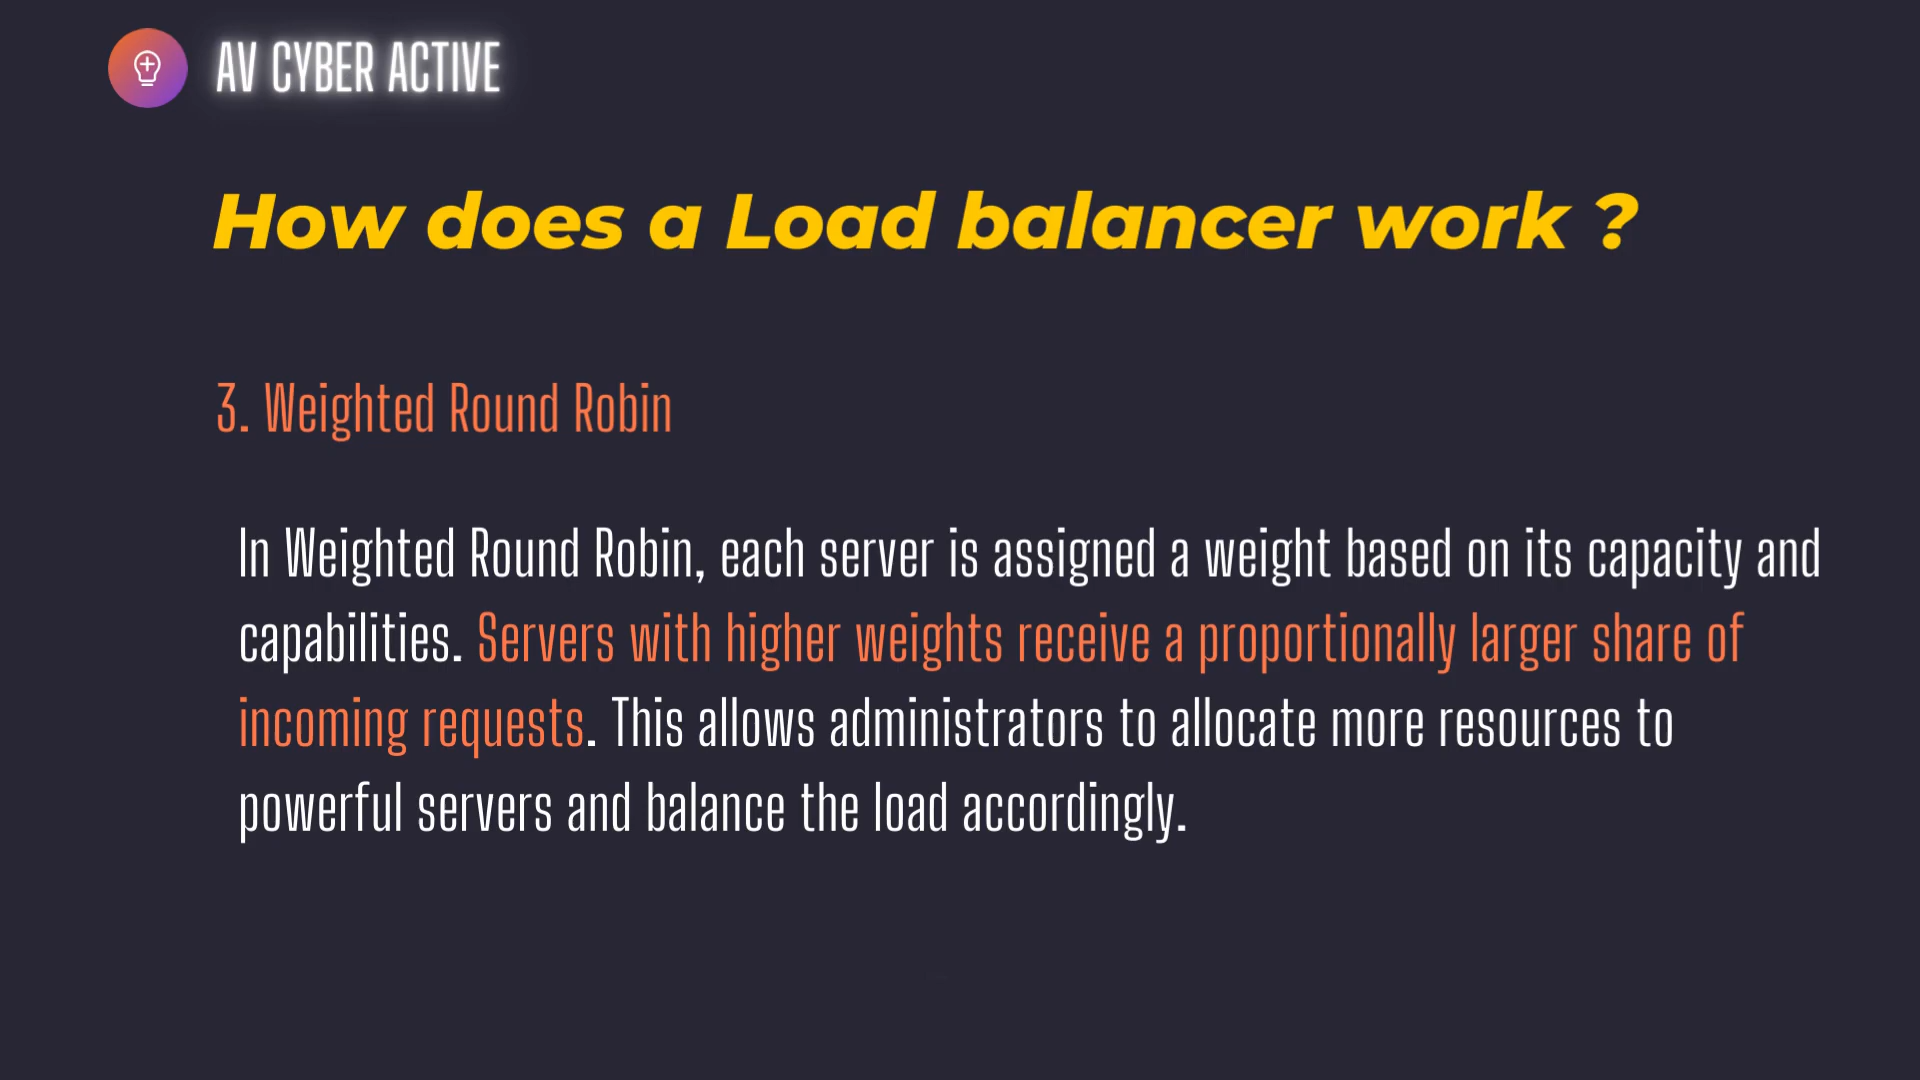 AV CYBER ACTIVE
How does a Load balancer work ?
3. Weighted Round Robin
In Weighted Round Robin, each server is assigned a weight based on its capacity and
capabilities. Servers with higher weights receive a proportionally larger share of
incoming requests. This allows administrators to allocate more resources to
powerful servers and balance the load accordingly.